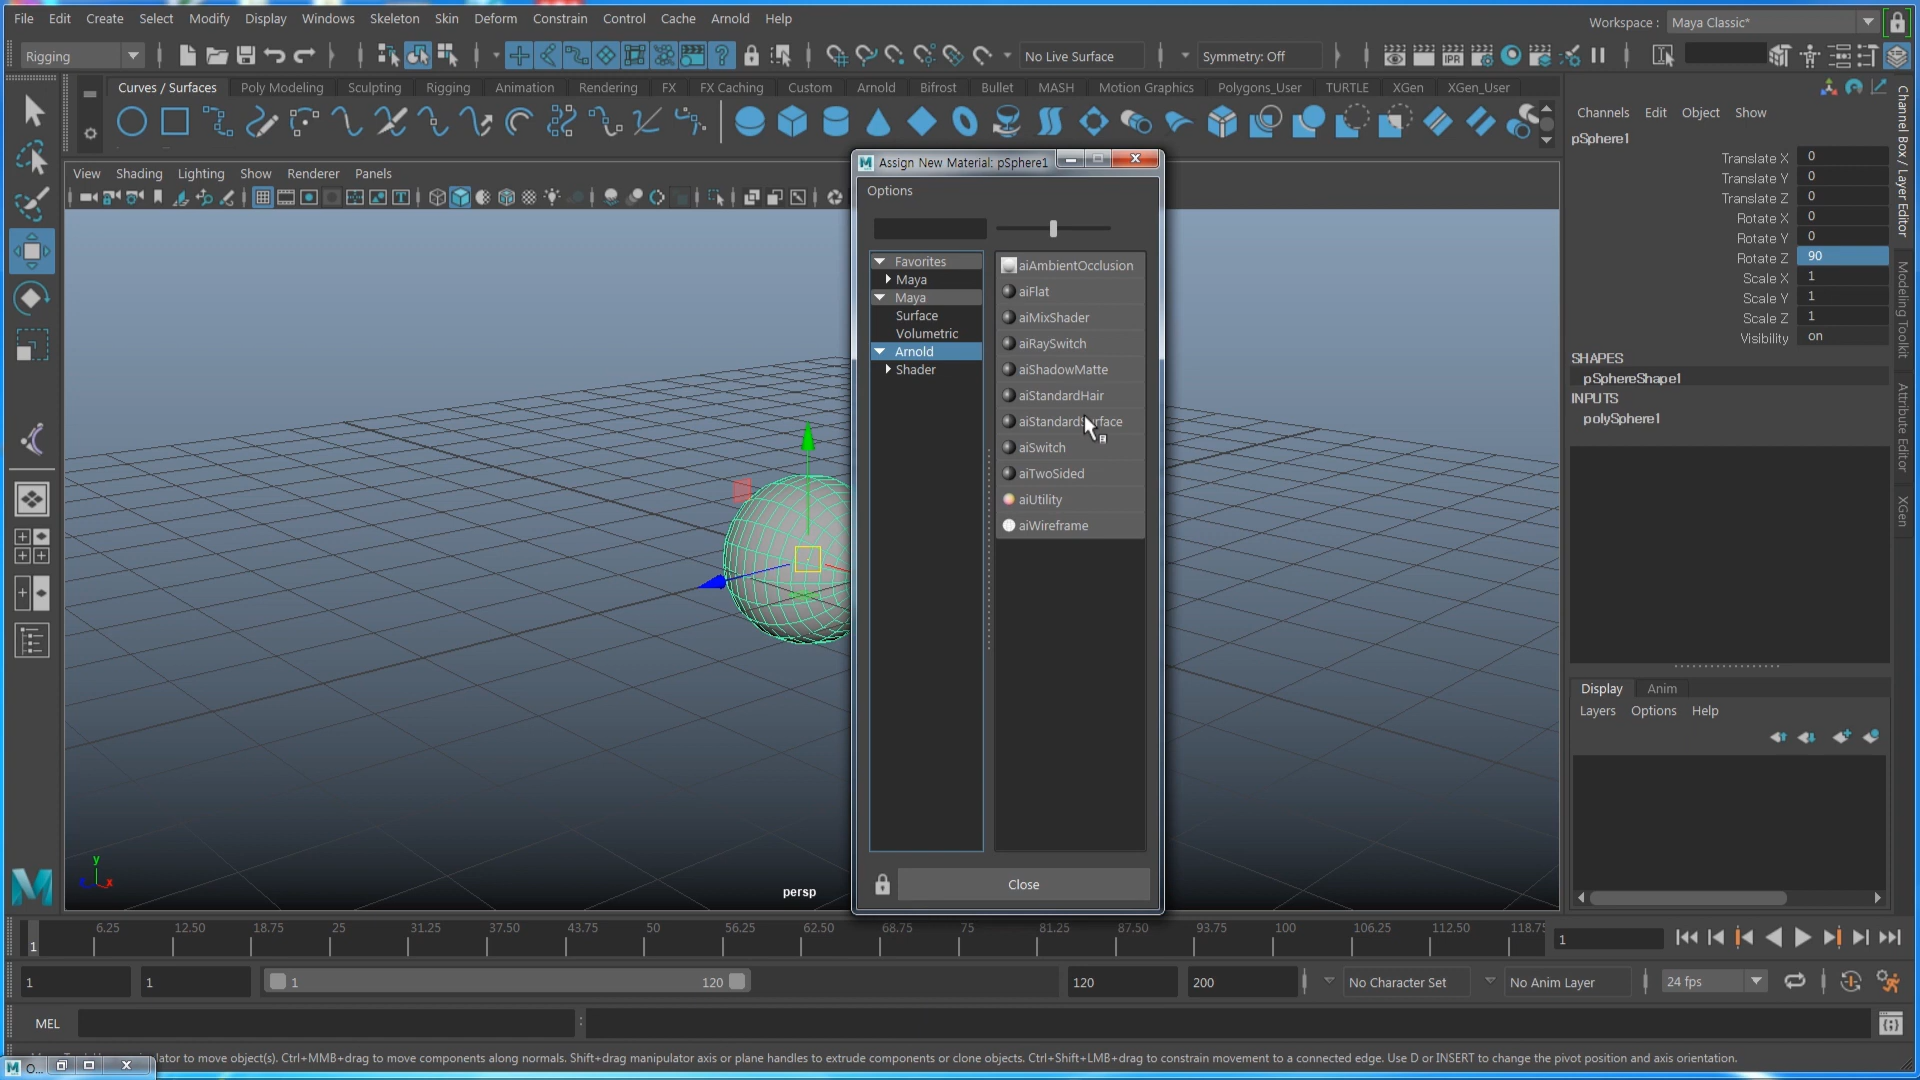 File Edit Create Select Modify Display Windows Skeleton Skin Deform Constrain Control Cache Arnold Help
Workspace : Maya Classic*
Rigging
No Live Surface
Symmetry: Off
IPR
Curves / Surfaces Poly Modeling Sculpting Rigging Animation Rendering FX FX Caching Custom Arnold Bifrost Bullet MASH Motion Graphics Polygons_User TURTLE XGen XGen_User
View Shading Lighting Show Renderer Panels
Assign New Material: pSphere1
Options
Favorites
Maya
Maya
Surface
Volumetric
Arnold
Shader
aiAmbientOcclusion
aiFlat
aiMixShader
aiRaySwitch
aiShadowMatte
aiStandardHair
aiStandardSurface
aiSwitch
aiTwoSided
aiUtility
aiWireframe
Close
persp
y
x
Channels Edit Object Show
pSphere1
Translate X 0
Translate Y 0
Translate Z 0
Rotate X 0
Rotate Y 0
Rotate Z 90
Scale X 1
Scale Y 1
Scale Z 1
Visibility on
SHAPES
pSphereShape1
INPUTS
polySphere1
Channel Box / Layer Editor
Modeling Toolkit
Attribute Editor
XGen
Display Anim
Layers Options Help
1 6.25 12.50 18.75 25 31.25 37.50 43.75 50 56.25 62.50 68.75 75 81.25 87.50 93.75 100 106.25 112.50 118.75
1
1 1 1 120 120 200 No Character Set No Anim Layer 24 fps
MEL :
ator to move object(s). Ctrl+MMB+drag to move components along normals. Shift+drag manipulator axis or plane handles to extrude components or clone objects. Ctrl+Shift+LMB+drag to constrain movement to a connected edge. Use D or INSERT to change the pivot position and axis orientation.
O...